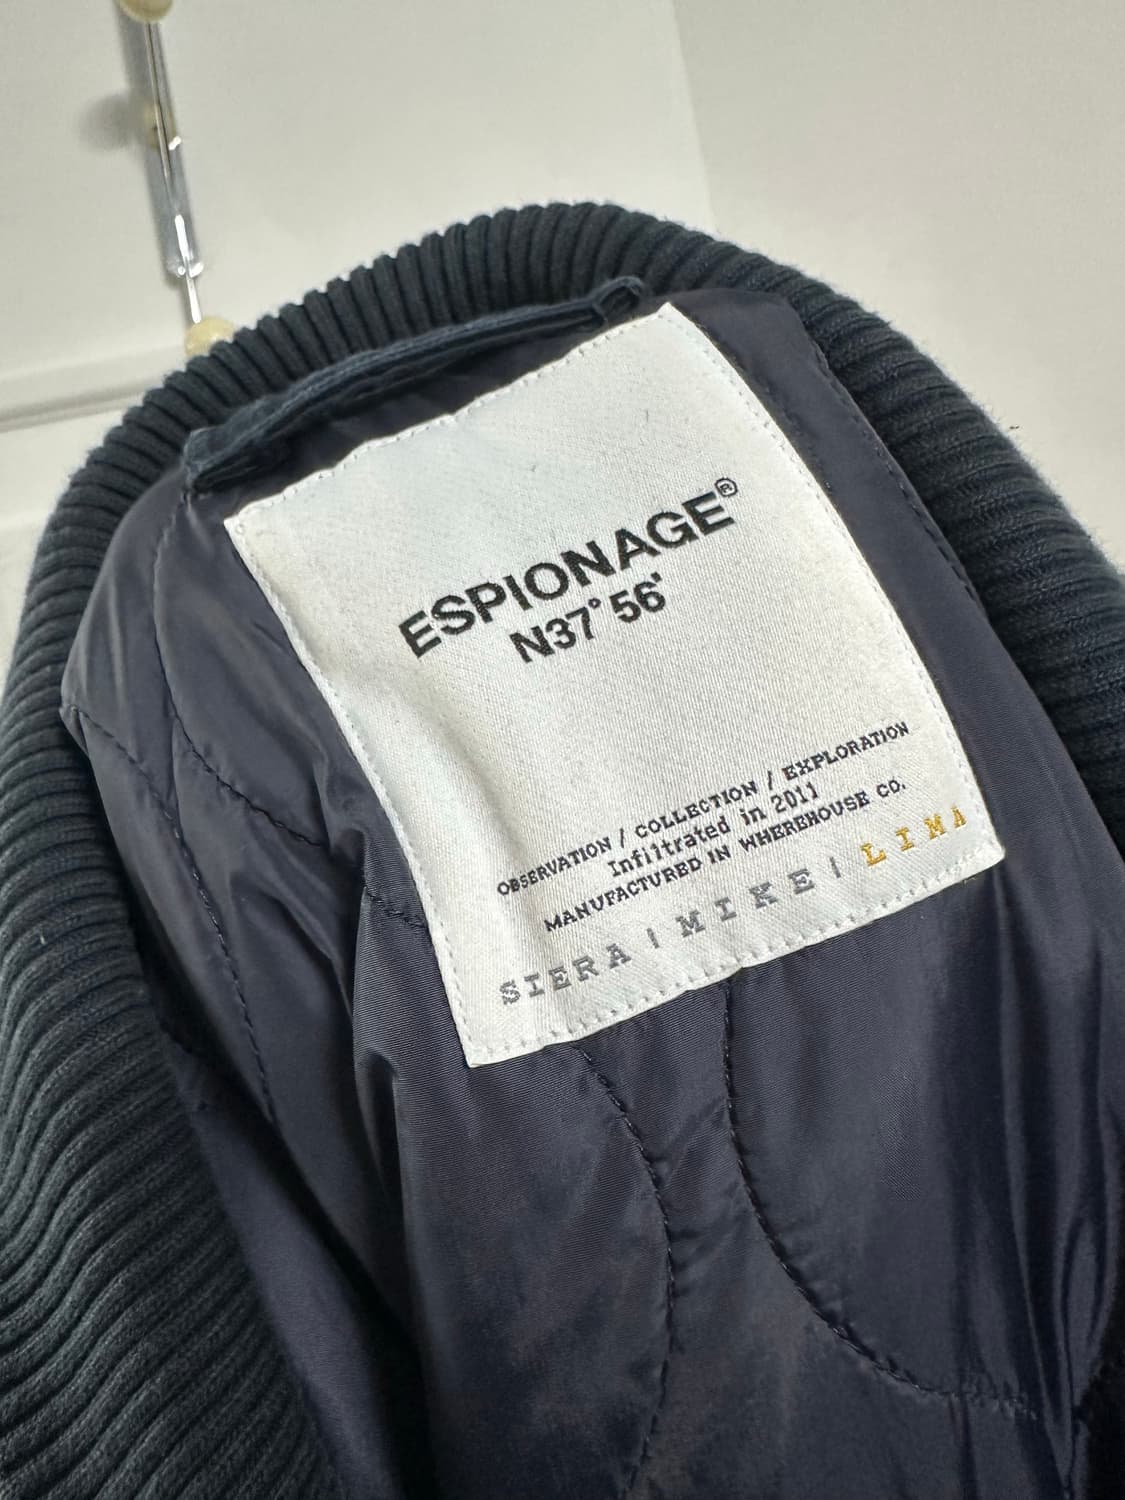 ESPIONAGE®
N37° 56'
OBSERVATION / COLLECTION / EXPLORATION
Infiltrated in 2011
MANUFACTURED IN WHEREHOUSE CO.
SIERA | MIKE | LIMA